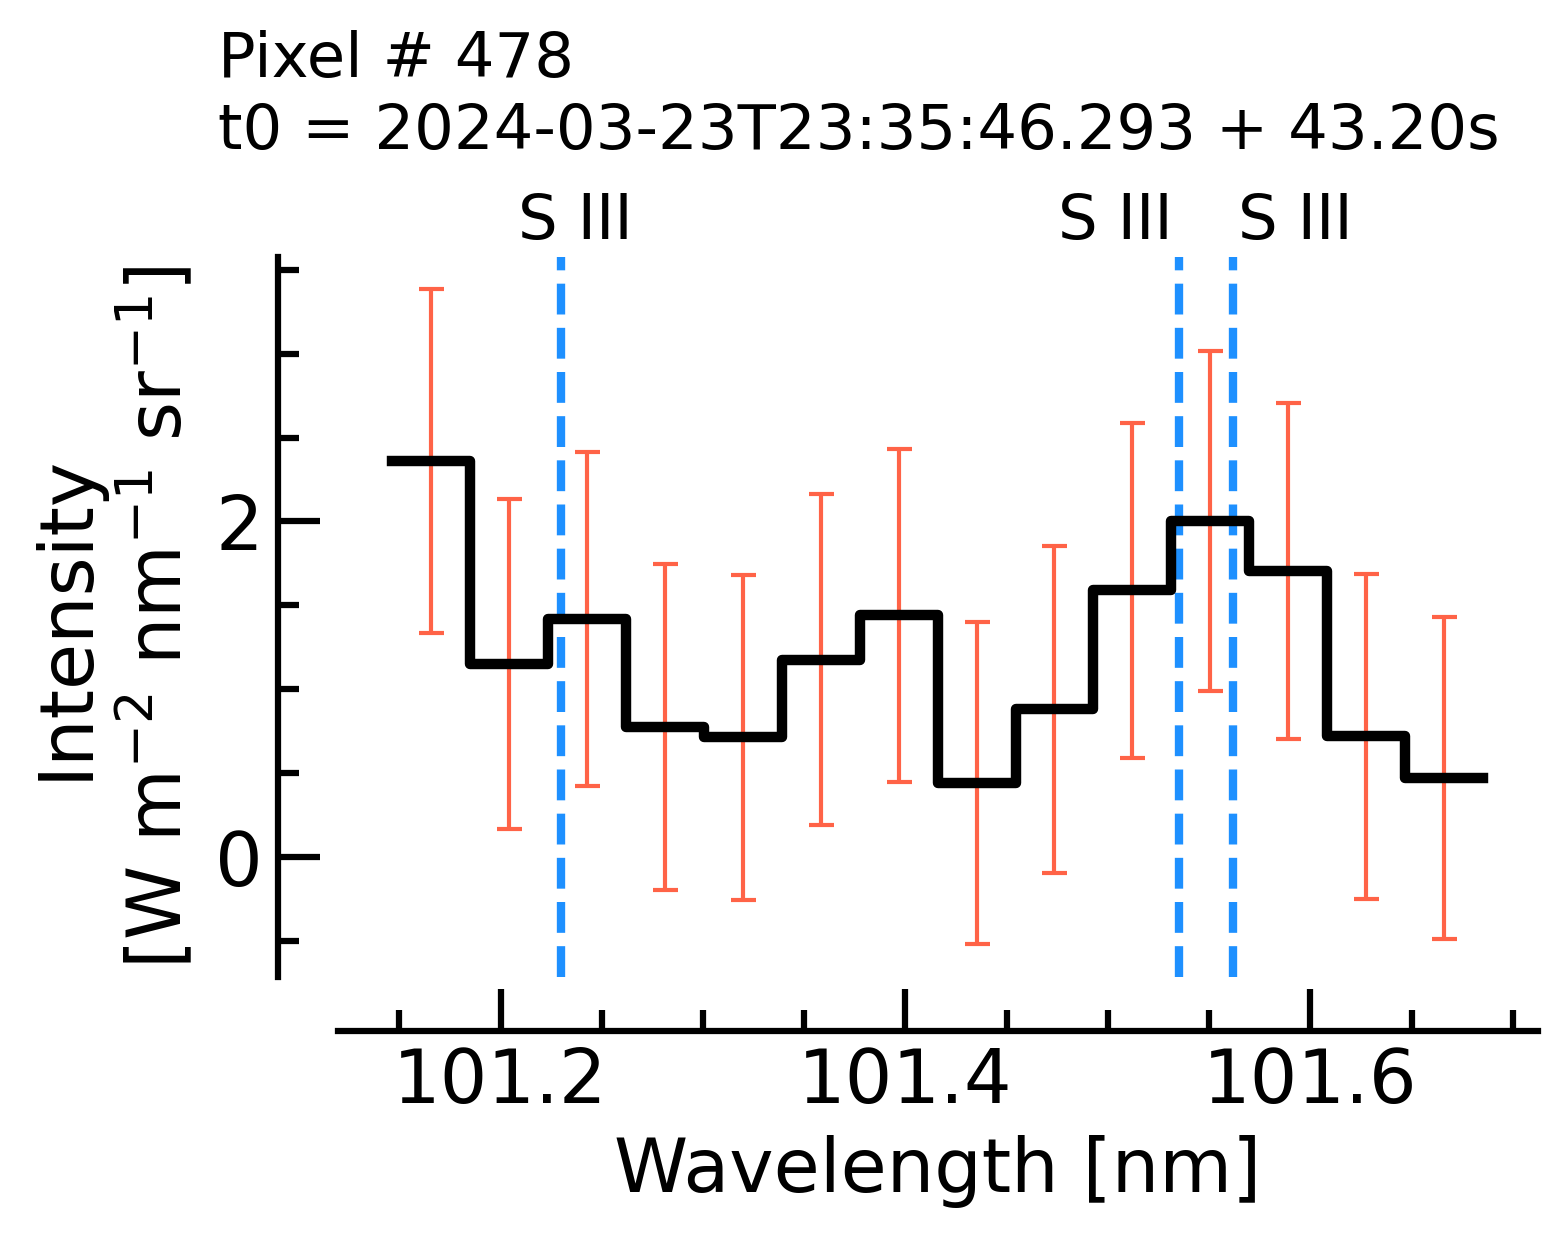 Pixel # 478
t0 = 2024-03-23T23:35:46.293 + 43.20s
S III S III S III
Intensity
[W m⁻² nm⁻¹ sr⁻¹]
2
0
101.2 101.4 101.6
Wavelength [nm]